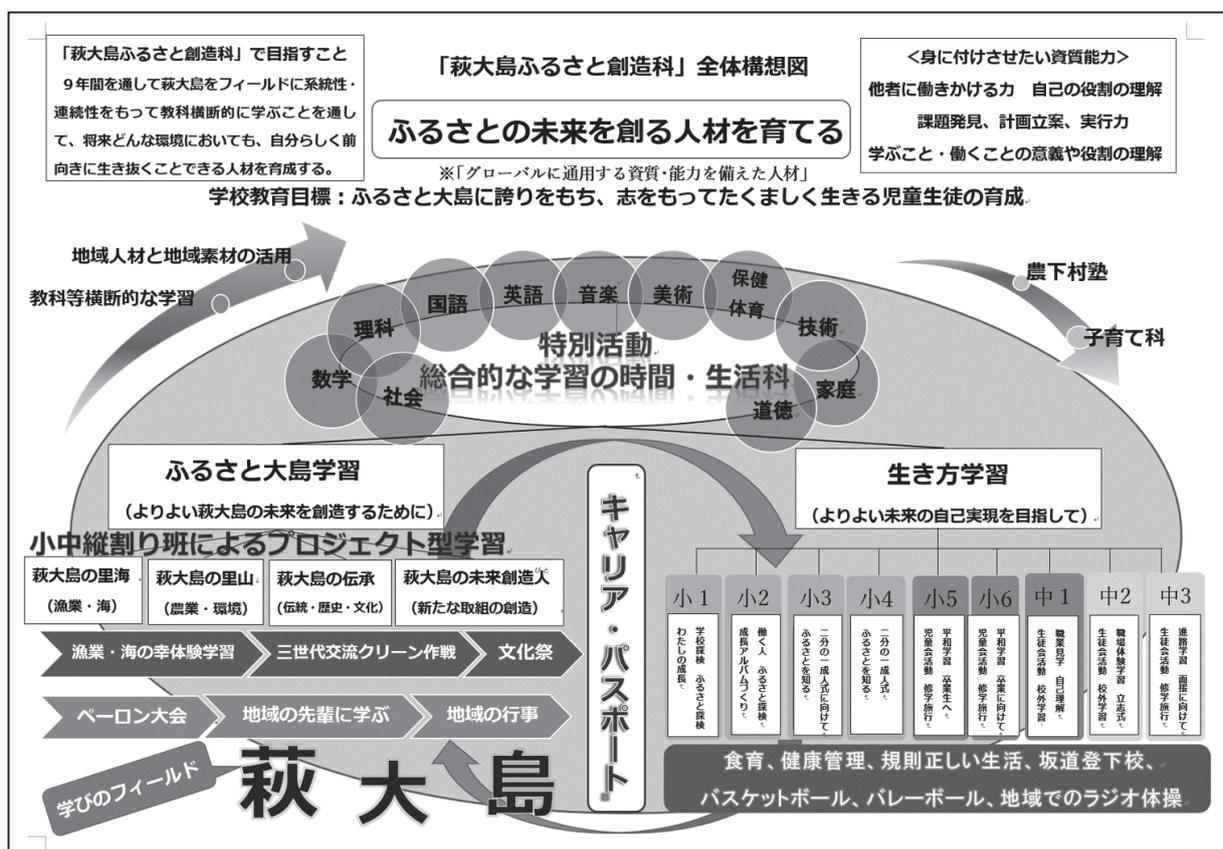 「萩大島ふるさと創造科」で目指すこと
９年間を通して萩大島をフィールドに系統性・
連続性をもって教科横断的に学ぶことを通し
て、将来どんな環境においても、自分らしく前
向きに生き抜くことできる人材を育成する。
「萩大島ふるさと創造科」全体構想図
ふるさとの未来を創る人材を育てる
※「グローバルに通用する資質・能力を備えた人材」
＜身に付けさせたい資質能力＞
他者に働きかける力　自己の役割の理解
課題発見、計画立案、実行力
学ぶこと・働くことの意義や役割の理解
学校教育目標：ふるさと大島に誇りをもち、志をもってたくましく生きる児童生徒の育成
地域人材と地域素材の活用
教科等横断的な学習
農下村塾
子育て科
数学
理科
社会
国語
英語
音楽
美術
保健
体育
技術
家庭
道徳
特別活動
総合的な学習の時間・生活科
ふるさと大島学習
（よりよい萩大島の未来を創造するために）
小中縦割り班によるプロジェクト型学習
萩大島の里海
（漁業・海）
萩大島の里山
（農業・環境）
萩大島の伝承
（伝統・歴史・文化）
萩大島の未来創造人
びと
（新たな取組の創造）
漁業・海の幸体験学習
三世代交流クリーン作戦
文化祭
ペーロン大会
地域の先輩に学ぶ
地域の行事
学びのフィールド
萩大島
キャリア・パスポート
生き方学習
（よりよい未来の自己実現を目指して）
小１
学校探検　ふるさと探検
わたしの成長
小２
働く人　ふるさと探検
成長アルバムづくり
小３
二分の一成人式に向けて
ふるさとを知る
小４
二分の一成人式
ふるさとを知る
小５
平和学習　卒業生へ
児童会活動　修学旅行
小６
平和学習　卒業に向けて
児童会活動　修学旅行
中１
職業見学　自己理解
生徒会活動　校外学習
中２
職場体験学習　立志式
生徒会活動　校外学習
中３
進路学習　面接に向けて
生徒会活動　修学旅行
食育、健康管理、規則正しい生活、坂道登下校、
バスケットボール、バレーボール、地域でのラジオ体操